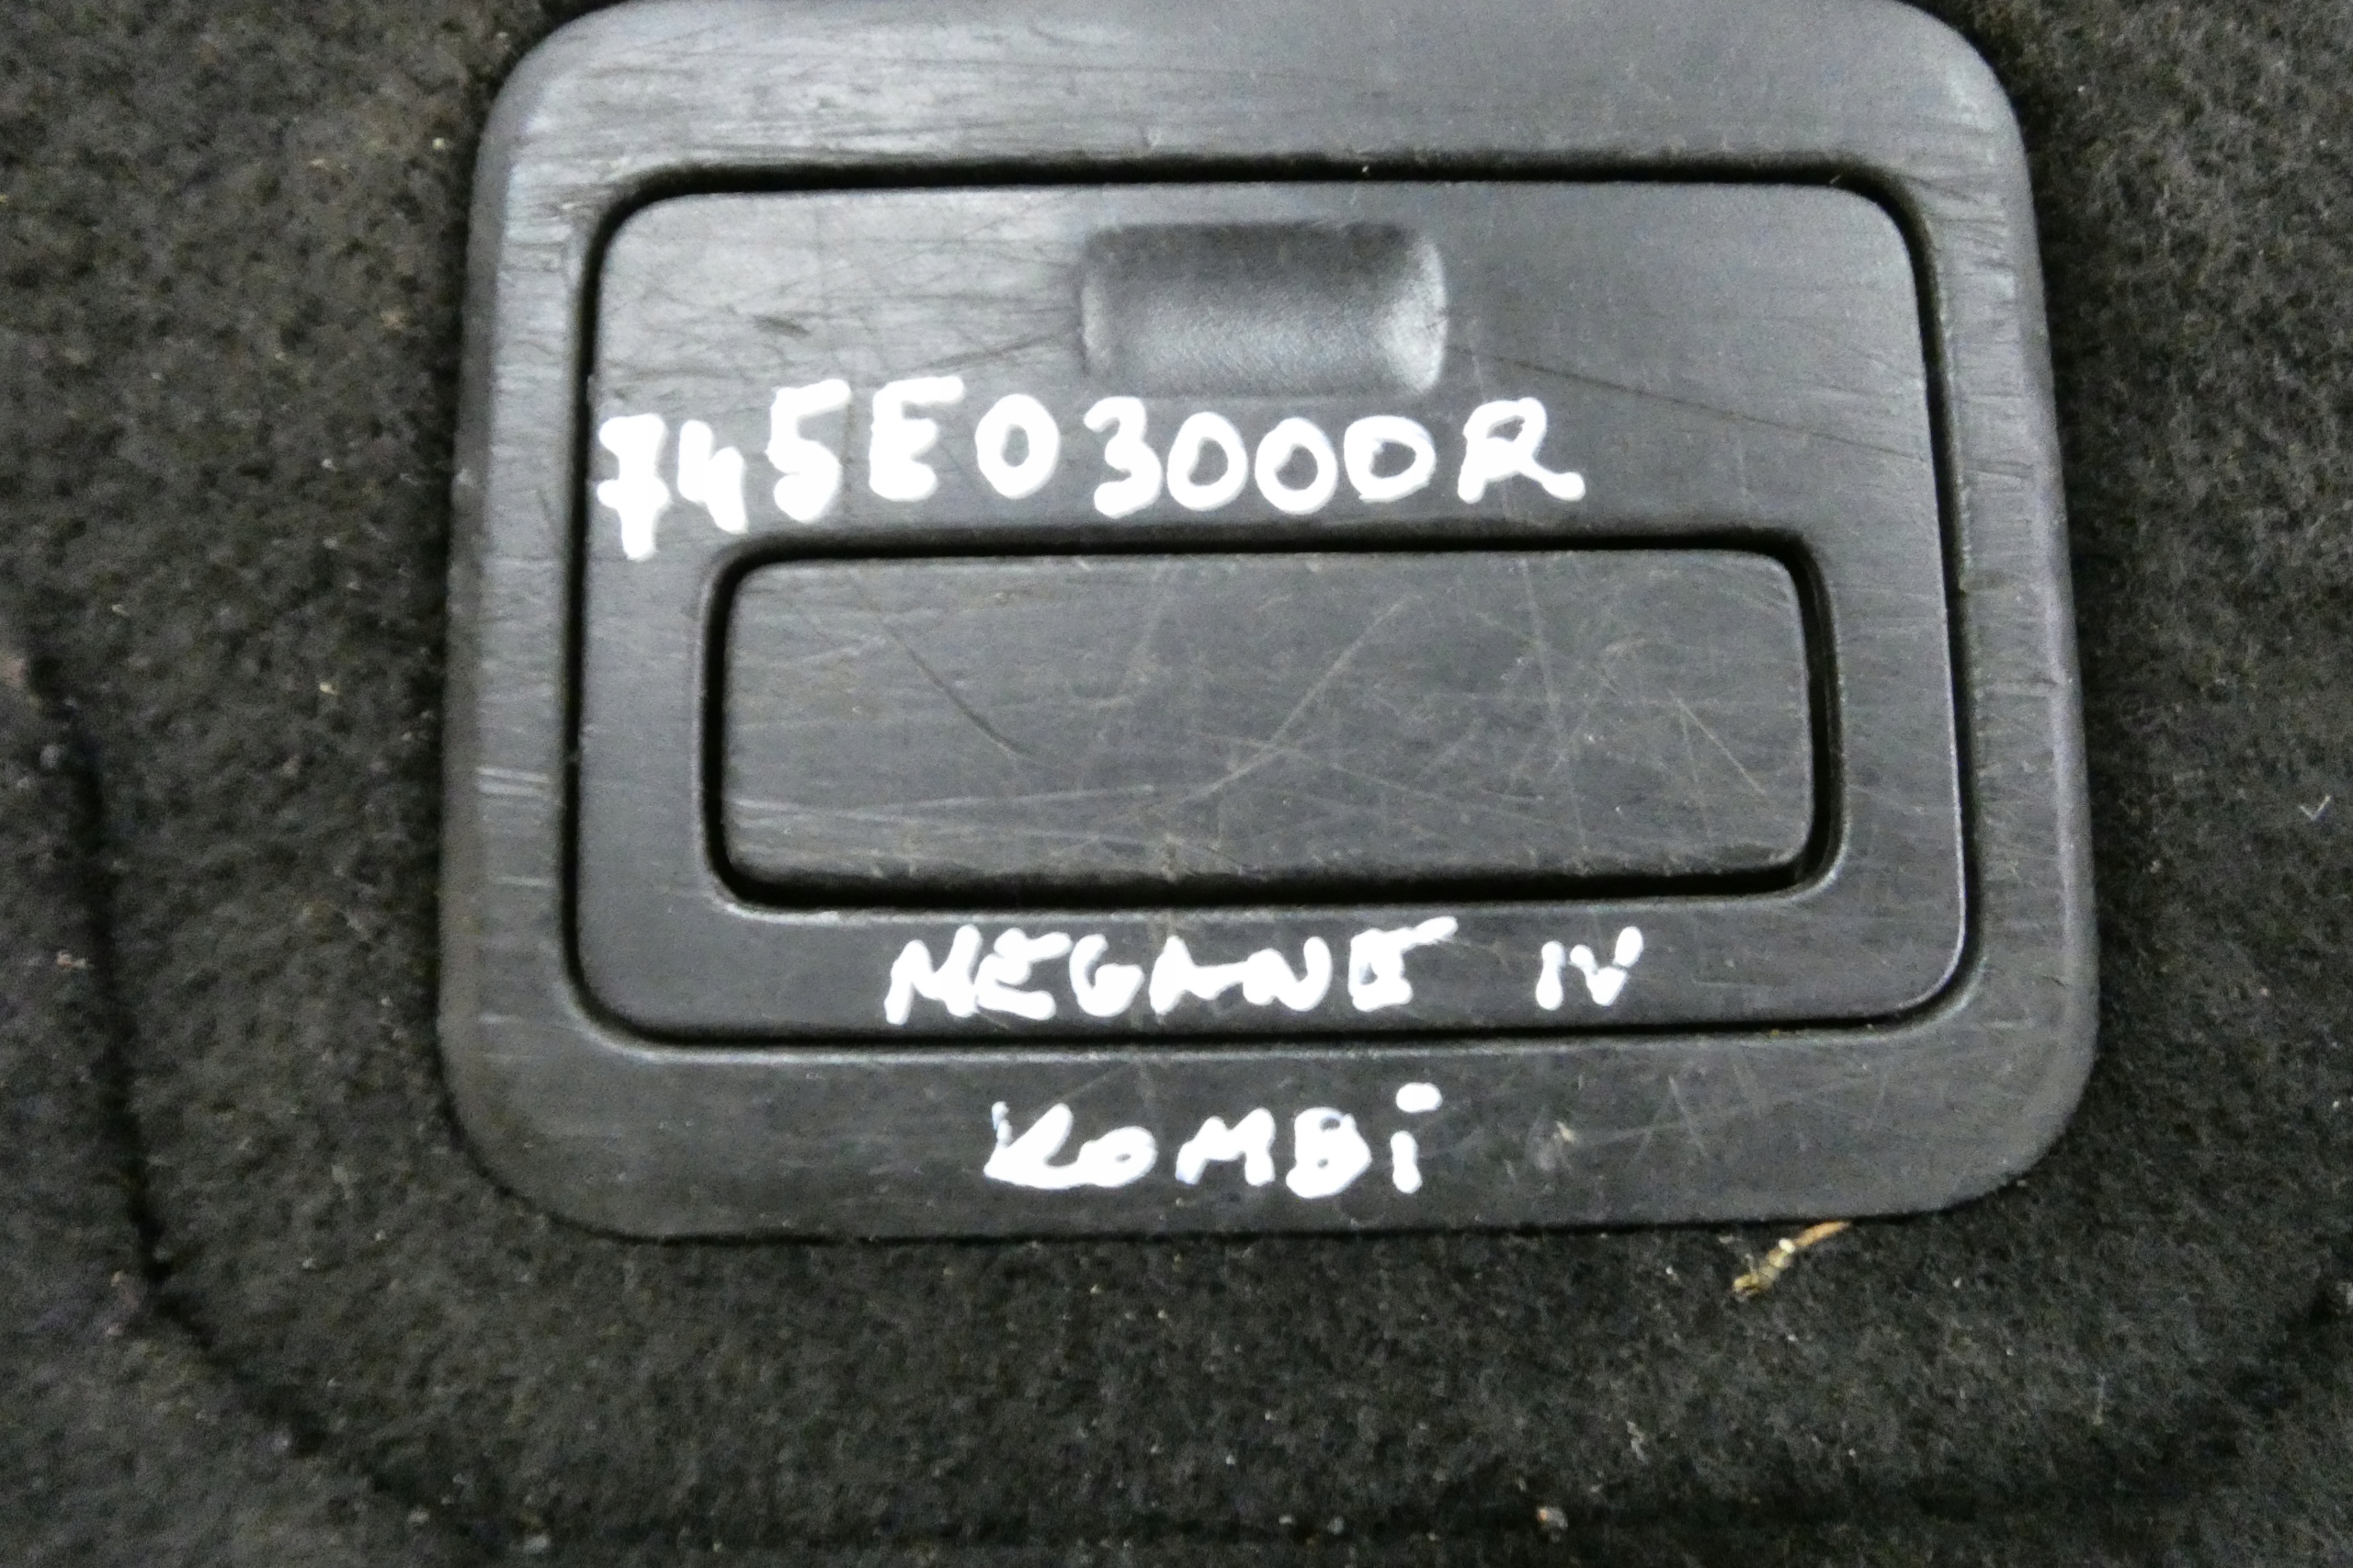 745E03000R
MEGANE IV
KOMBi